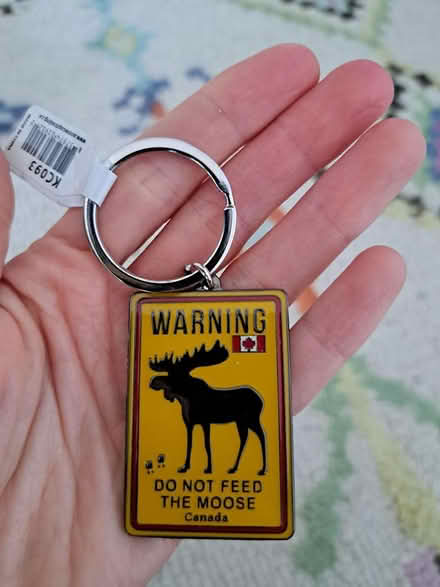 KC093
WARNING
DO NOT FEED
THE MOOSE
Canada